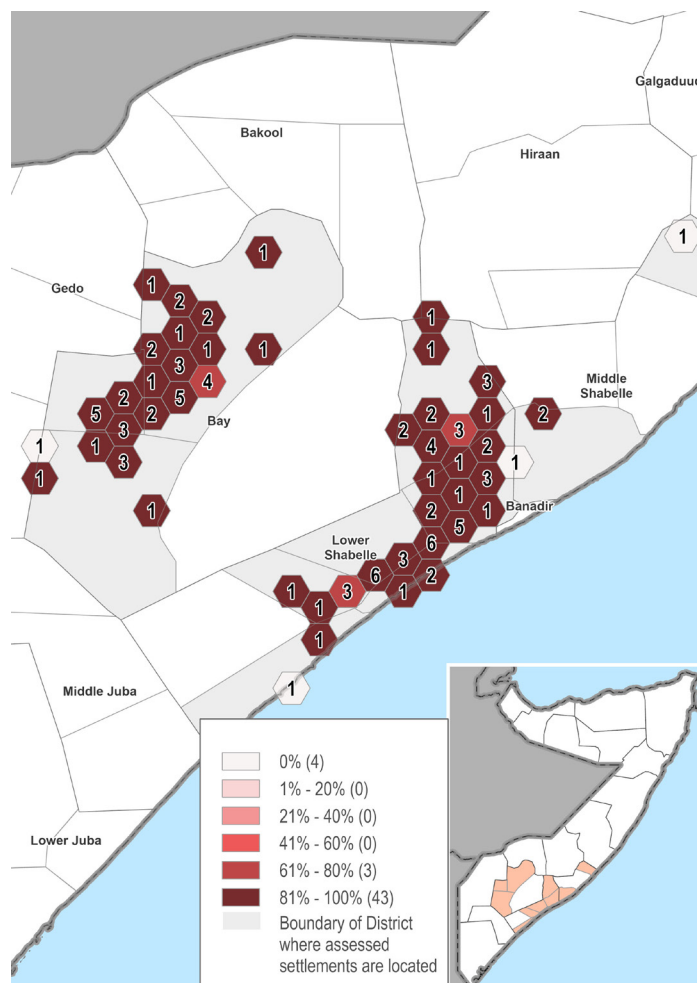 Galgaduud
Bakool
Hiraan
1
1
Gedo
1
2
2
1
1
1
2
1
1
1
3
1
4
3
Middle
Shabelle
2
5
5
2
2
1
2
Bay
3
2
3
1
4
2
1
1
3
1
1
1
3
1
1
2
1
Banadir
5
Lower
Shabelle
6
3
6
2
1
3
1
1
1
Middle Juba
1
0% (4)
1% - 20% (0)
21% - 40% (0)
41% - 60% (0)
61% - 80% (3)
81% - 100% (43)
Boundary of District
where assessed
settlements are located
Lower Juba